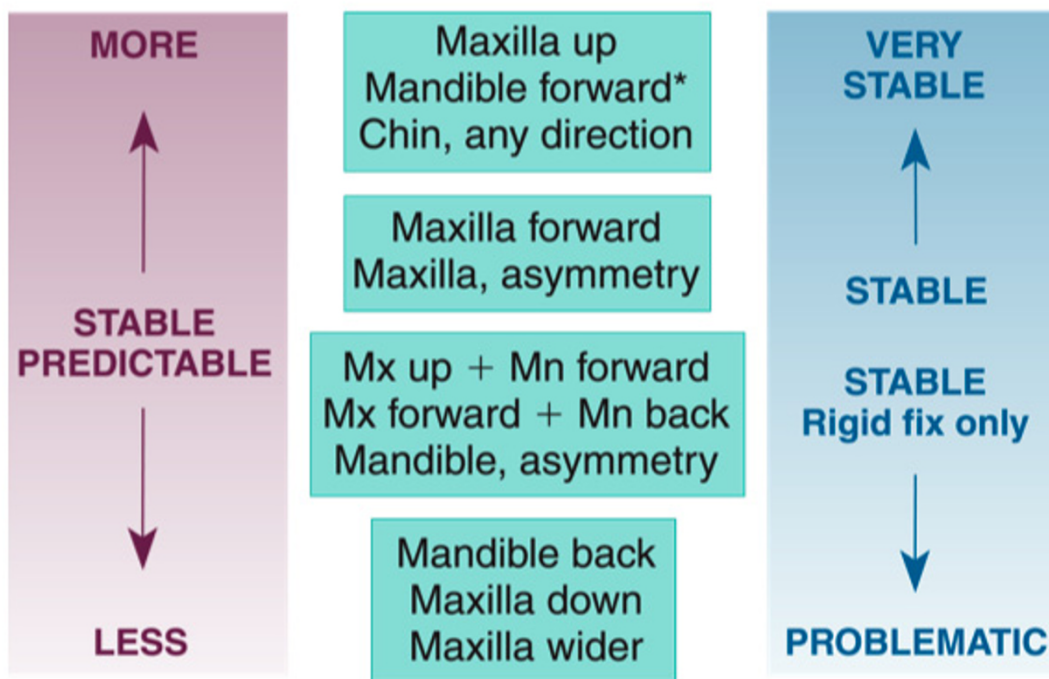 MORE
STABLE
PREDICTABLE
LESS
Maxilla up
Mandible forward*
Chin, any direction
Maxilla forward
Maxilla, asymmetry
Mx up + Mn forward
Mx forward + Mn back
Mandible, asymmetry
Mandible back
Maxilla down
Maxilla wider
VERY
STABLE
STABLE
STABLE
Rigid fix only
PROBLEMATIC